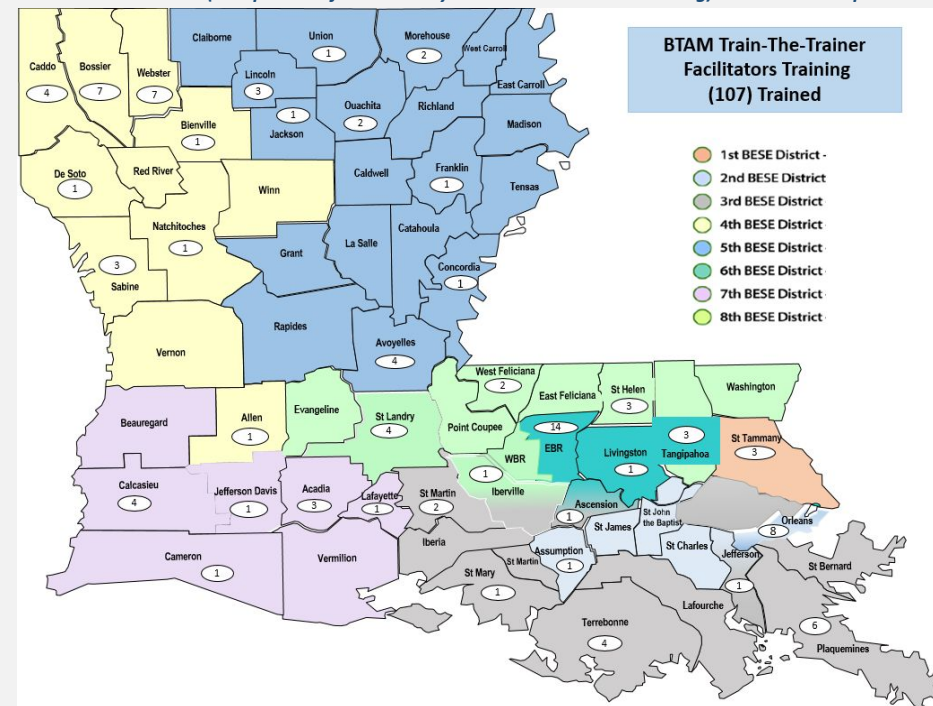 BTAM Train-The-Trainer
Facilitators Training
(107) Trained
1st BESE District -
2nd BESE District
3rd BESE District
4th BESE District
5th BESE District
6th BESE District
7th BESE District
8th BESE District
Caddo
4
Bossier
7
Webster
7
Claiborne
Union
1
Morehouse
2
West Carroll
East Carroll
Lincoln
3
Jackson
1
Ouachita
2
Richland
Madison
Bienville
1
De Soto
1
Red River
Winn
Caldwell
Franklin
1
Tensas
Natchitoches
1
Sabine
3
Grant
La Salle
Catahoula
Concordia
1
Vernon
Rapides
Avoyelles
4
Beauregard
Allen
1
Evangeline
St Landry
4
Point Coupee
West Feliciana
2
East Feliciana
St Helen
3
Washington
14
EBR
WBR
Livingston
1
3
Tangipahoa
St Tammany
3
Calcasieu
4
Jefferson Davis
1
Acadia
3
Lafayette
1
St Martin
2
1
Iberville
Ascension
1
St James
St John
the Baptist
St Charles
Orleans
8
Jefferson
1
Cameron
1
Vermilion
Iberia
St Martin
St Mary
1
Assumption
1
Terrebonne
4
Lafourche
St Bernard
6
Plaquemines